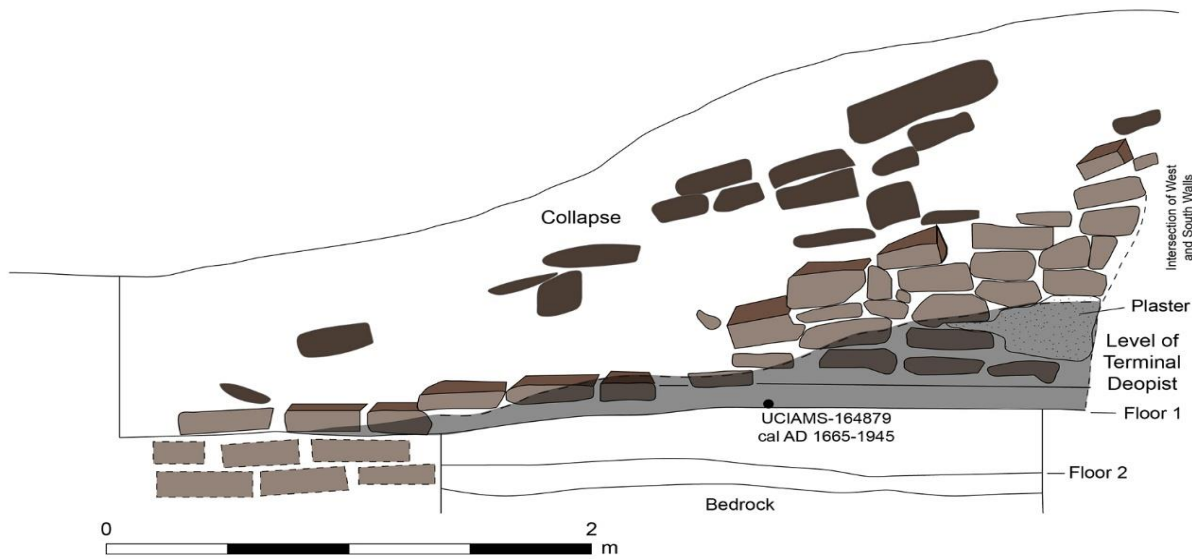 Collapse
Intersection of West
and South Walls
Plaster
Level of
Terminal
Deopist
Floor 1
UCIAMS-164879
cal AD 1665-1945
Floor 2
Bedrock
0
2
m